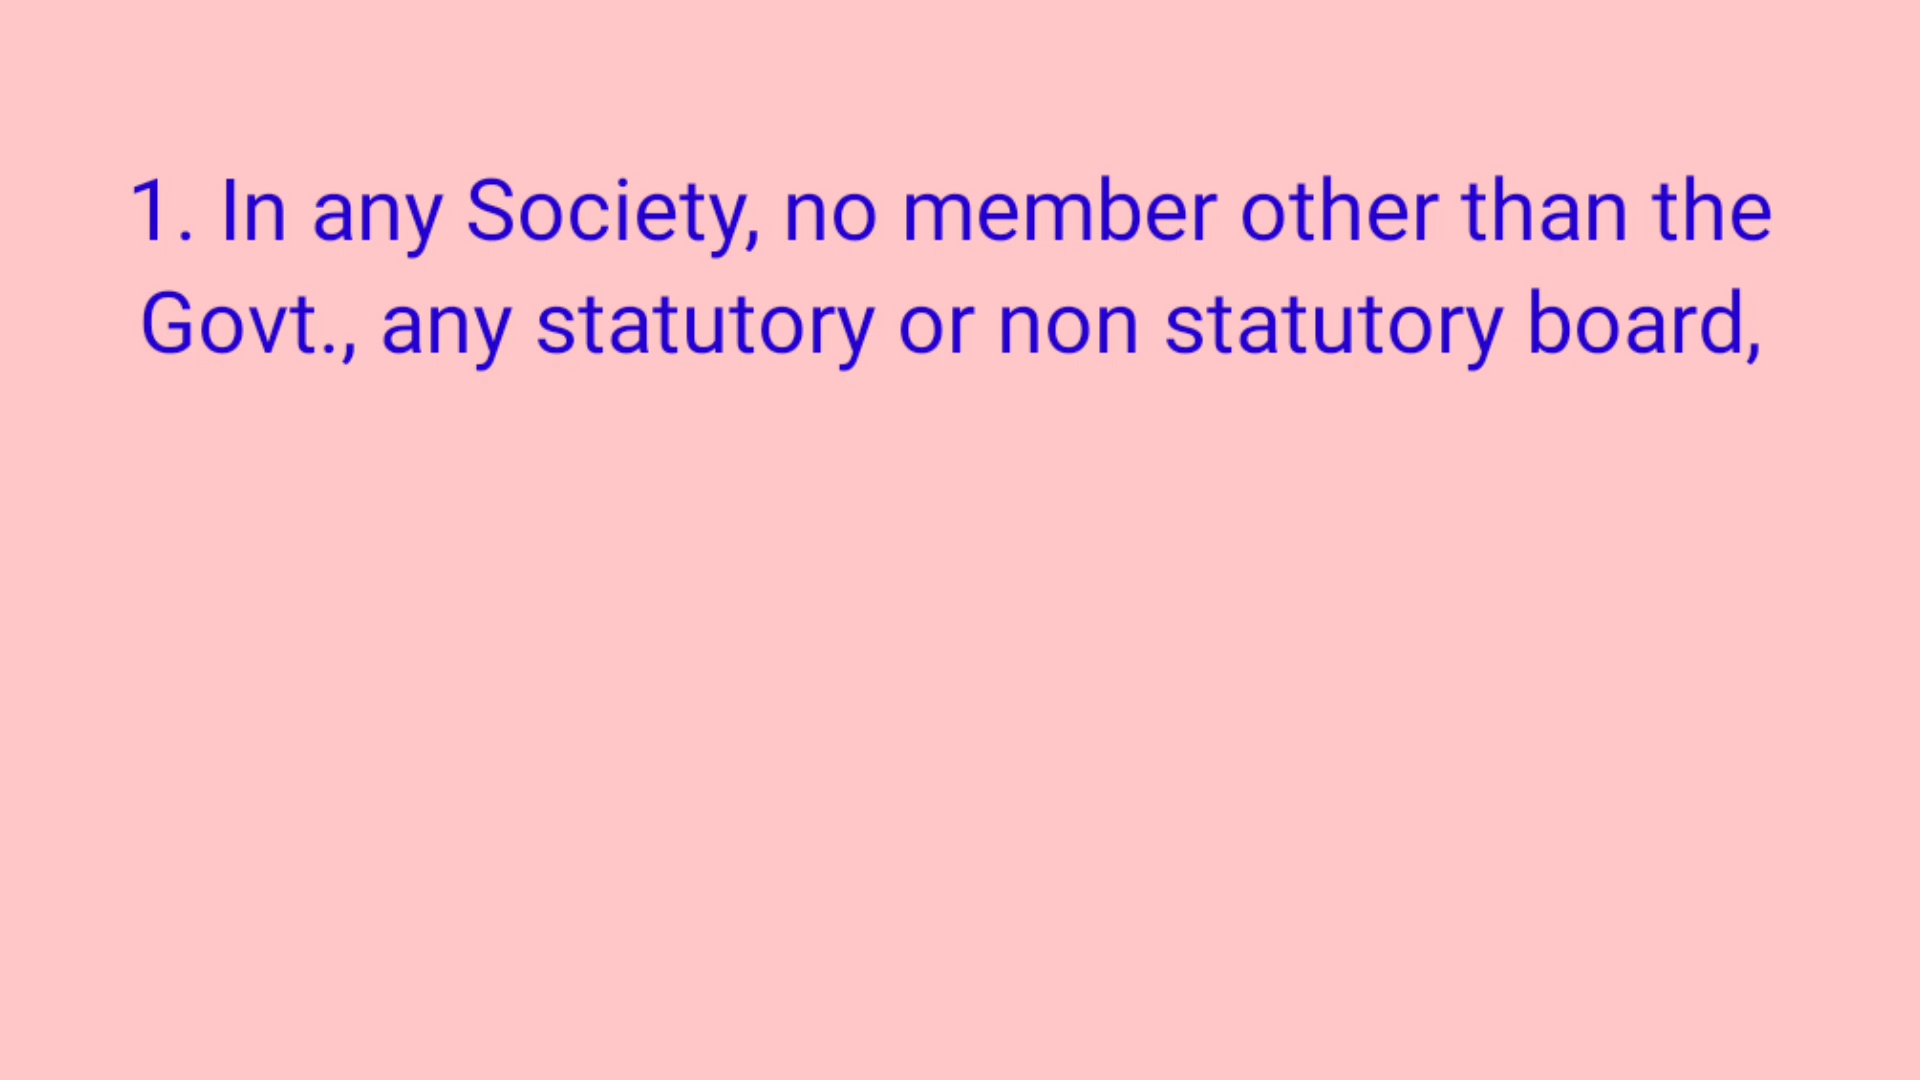 1. In any Society, no member other than the
Govt., any statutory or non statutory board,